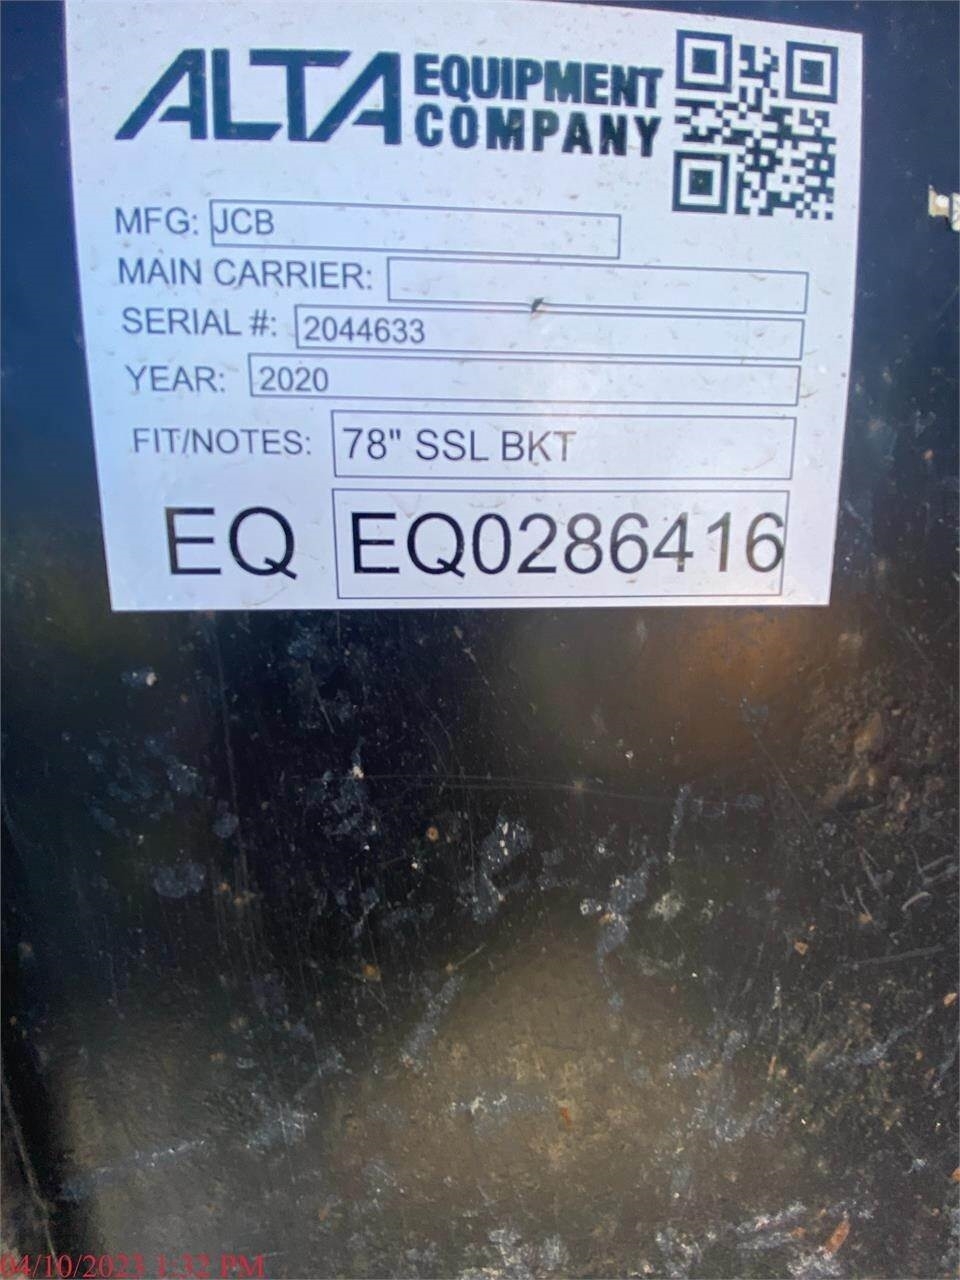 ALTA EQUIPMENT
COMPANY
MFG: JCB
MAIN CARRIER:
SERIAL #: 2044633
YEAR: 2020
FIT/NOTES: 78" SSL BKT
EQ EQ0286416
04/10/2023 1:32 PM